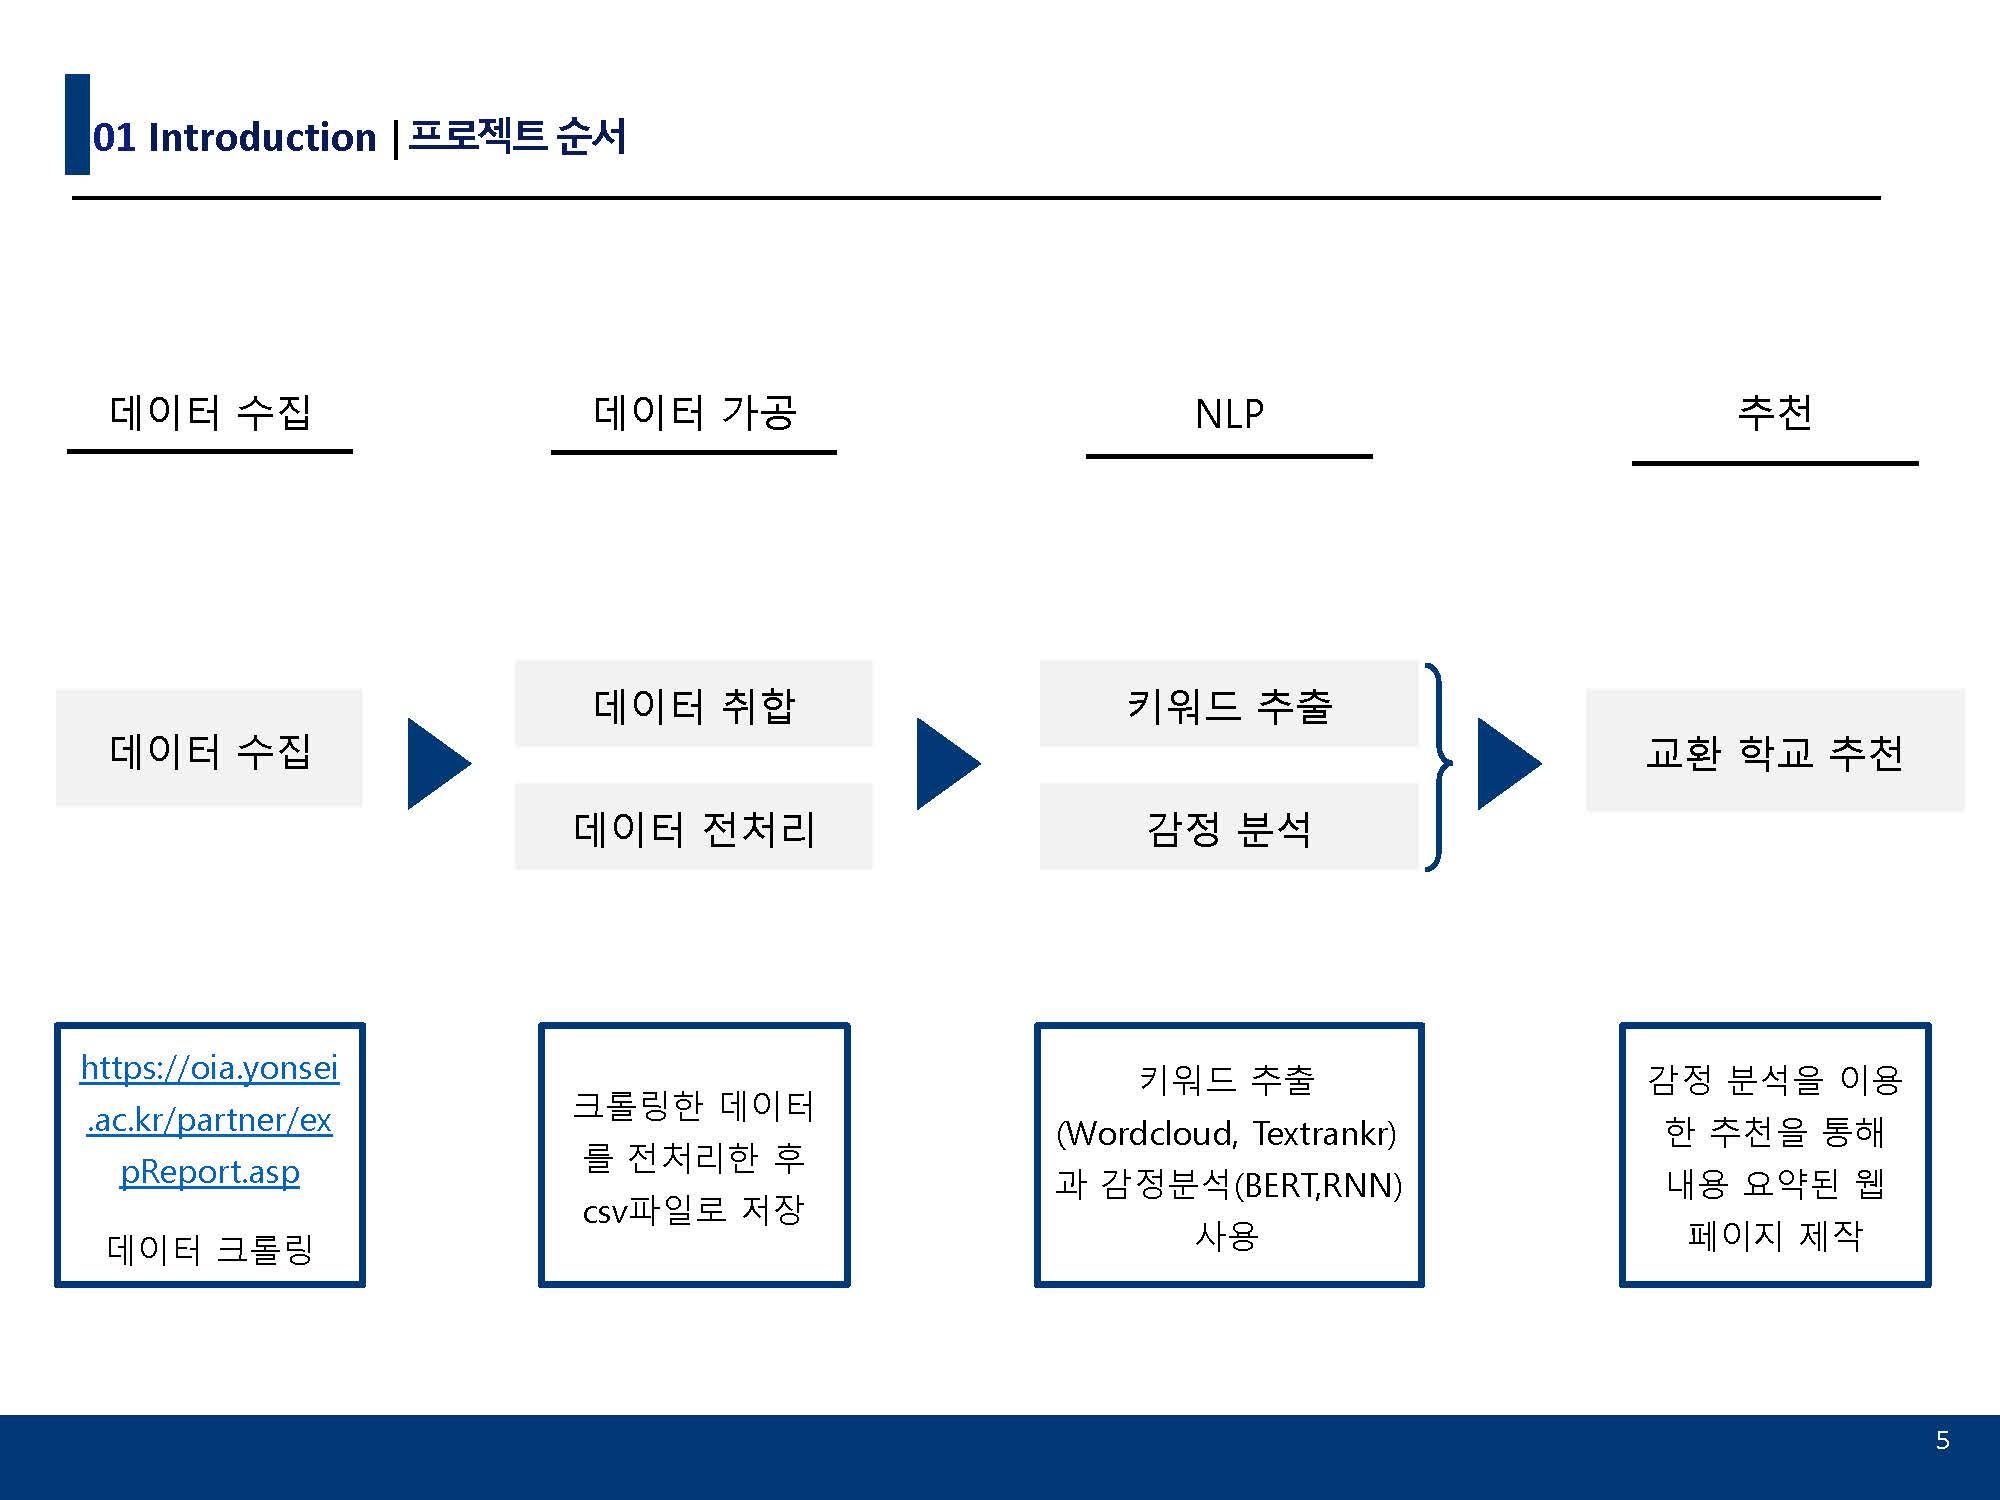 01 Introduction |프로젝트 순서
데이터 수집
데이터 가공
NLP
추천
데이터 수집
데이터 취합
데이터 전처리
키워드 추출
감정 분석
교환 학교 추천
https://oia.yonsei
.ac.kr/partner/ex
pReport.asp
데이터 크롤링
크롤링한 데이터
를 전처리한 후
csv파일로 저장
키워드 추출
(Wordcloud, Textrankr)
과 감정분석(BERT,RNN)
사용
감정 분석을 이용
한 추천을 통해
내용 요약된 웹
페이지 제작
5